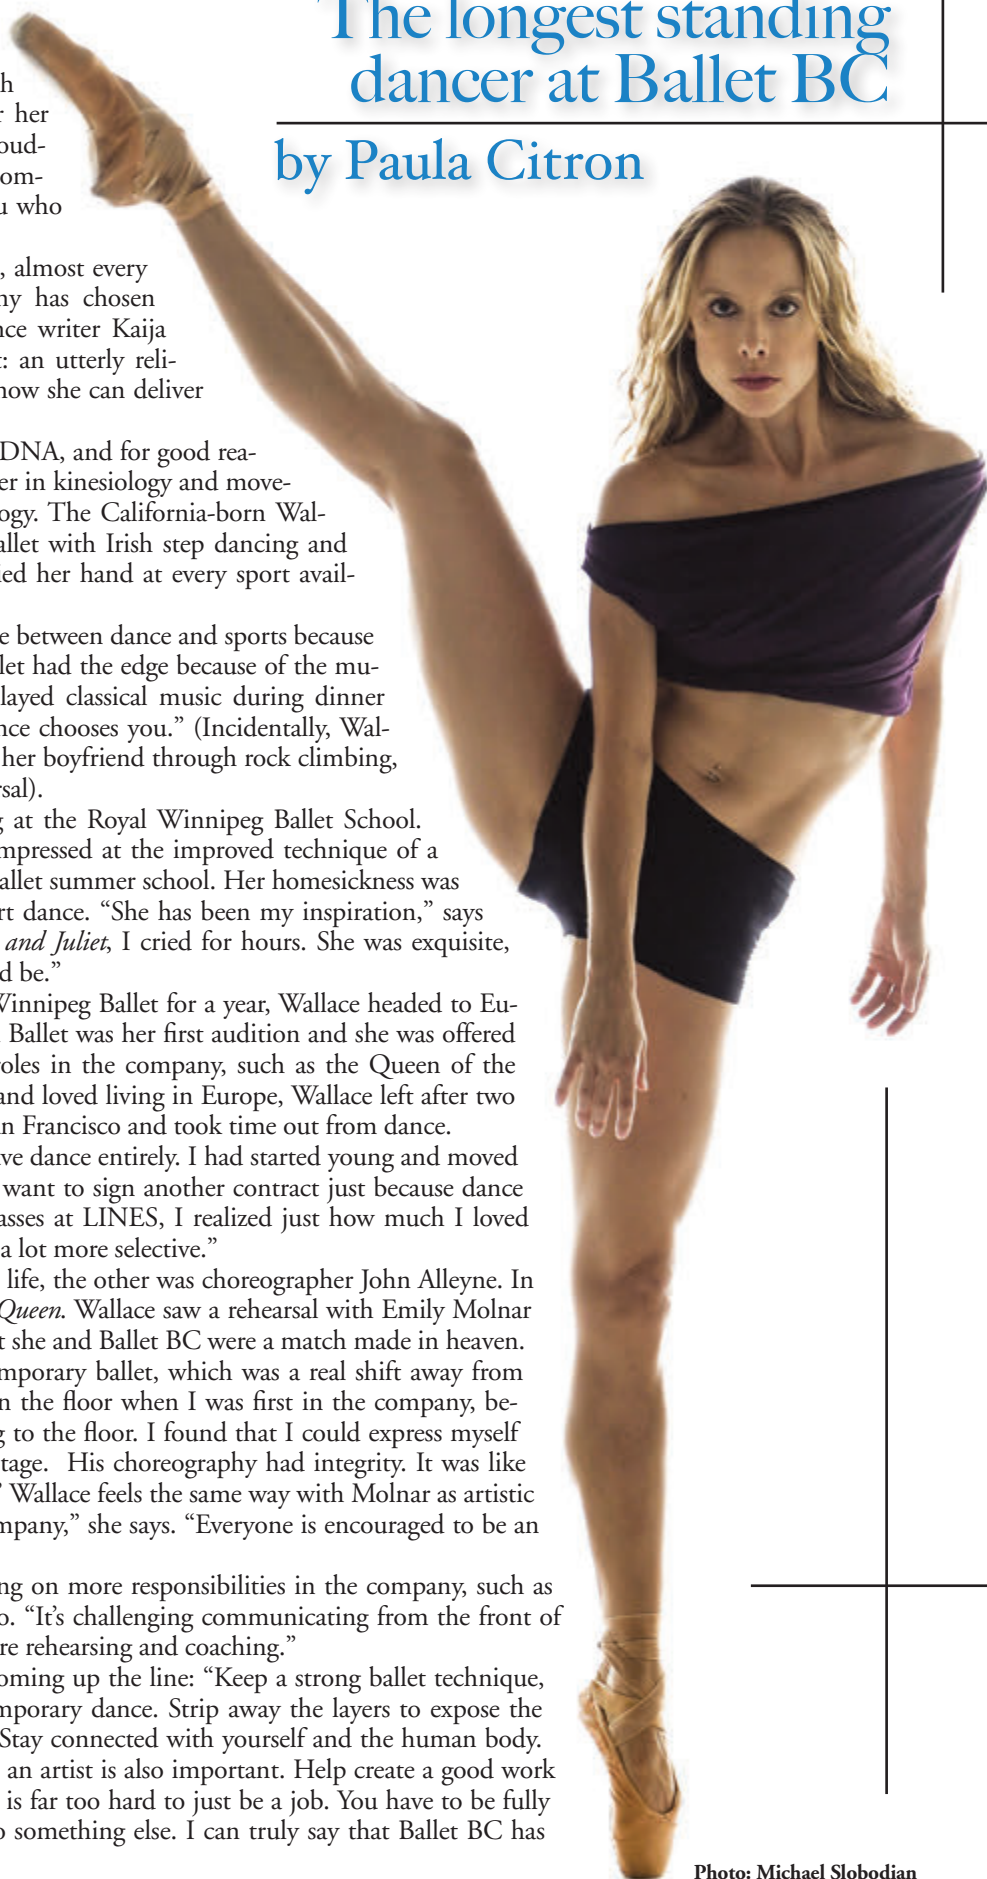 The longest standing
dancer at Ballet BC
by Paula Citron
h
r her
oud-
om-
u who
, almost every
ny has chosen
nce writer Kaija
t: an utterly reli-
now she can deliver
DNA, and for good rea-
er in kinesiology and move-
ogy. The California-born Wal-
allet with Irish step dancing and
ied her hand at every sport avail-
e between dance and sports because
let had the edge because of the mu-
layed classical music during dinner
nce chooses you.” (Incidentally, Wal-
her boyfriend through rock climbing,
rsal).
g at the Royal Winnipeg Ballet School.
mpressed at the improved technique of a
allet summer school. Her homesickness was
rt dance. “She has been my inspiration,” says
and Juliet, I cried for hours. She was exquisite,
d be.”
Winnipeg Ballet for a year, Wallace headed to Eu-
Ballet was her first audition and she was offered
roles in the company, such as the Queen of the
and loved living in Europe, Wallace left after two
n Francisco and took time out from dance.
ve dance entirely. I had started young and moved
want to sign another contract just because dance
asses at LINES, I realized just how much I loved
a lot more selective.”
life, the other was choreographer John Alleyne. In
Queen. Wallace saw a rehearsal with Emily Molnar
t she and Ballet BC were a match made in heaven.
mporary ballet, which was a real shift away from
n the floor when I was first in the company, be-
g to the floor. I found that I could express myself
tage. His choreography had integrity. It was like
” Wallace feels the same way with Molnar as artistic
mpany,” she says. “Everyone is encouraged to be an
ng on more responsibilities in the company, such as
o. “It’s challenging communicating from the front of
re rehearsing and coaching.”
oming up the line: “Keep a strong ballet technique,
mporary dance. Strip away the layers to expose the
Stay connected with yourself and the human body.
an artist is also important. Help create a good work
is far too hard to just be a job. You have to be fully
o something else. I can truly say that Ballet BC has
Photo: Michael Slobodian